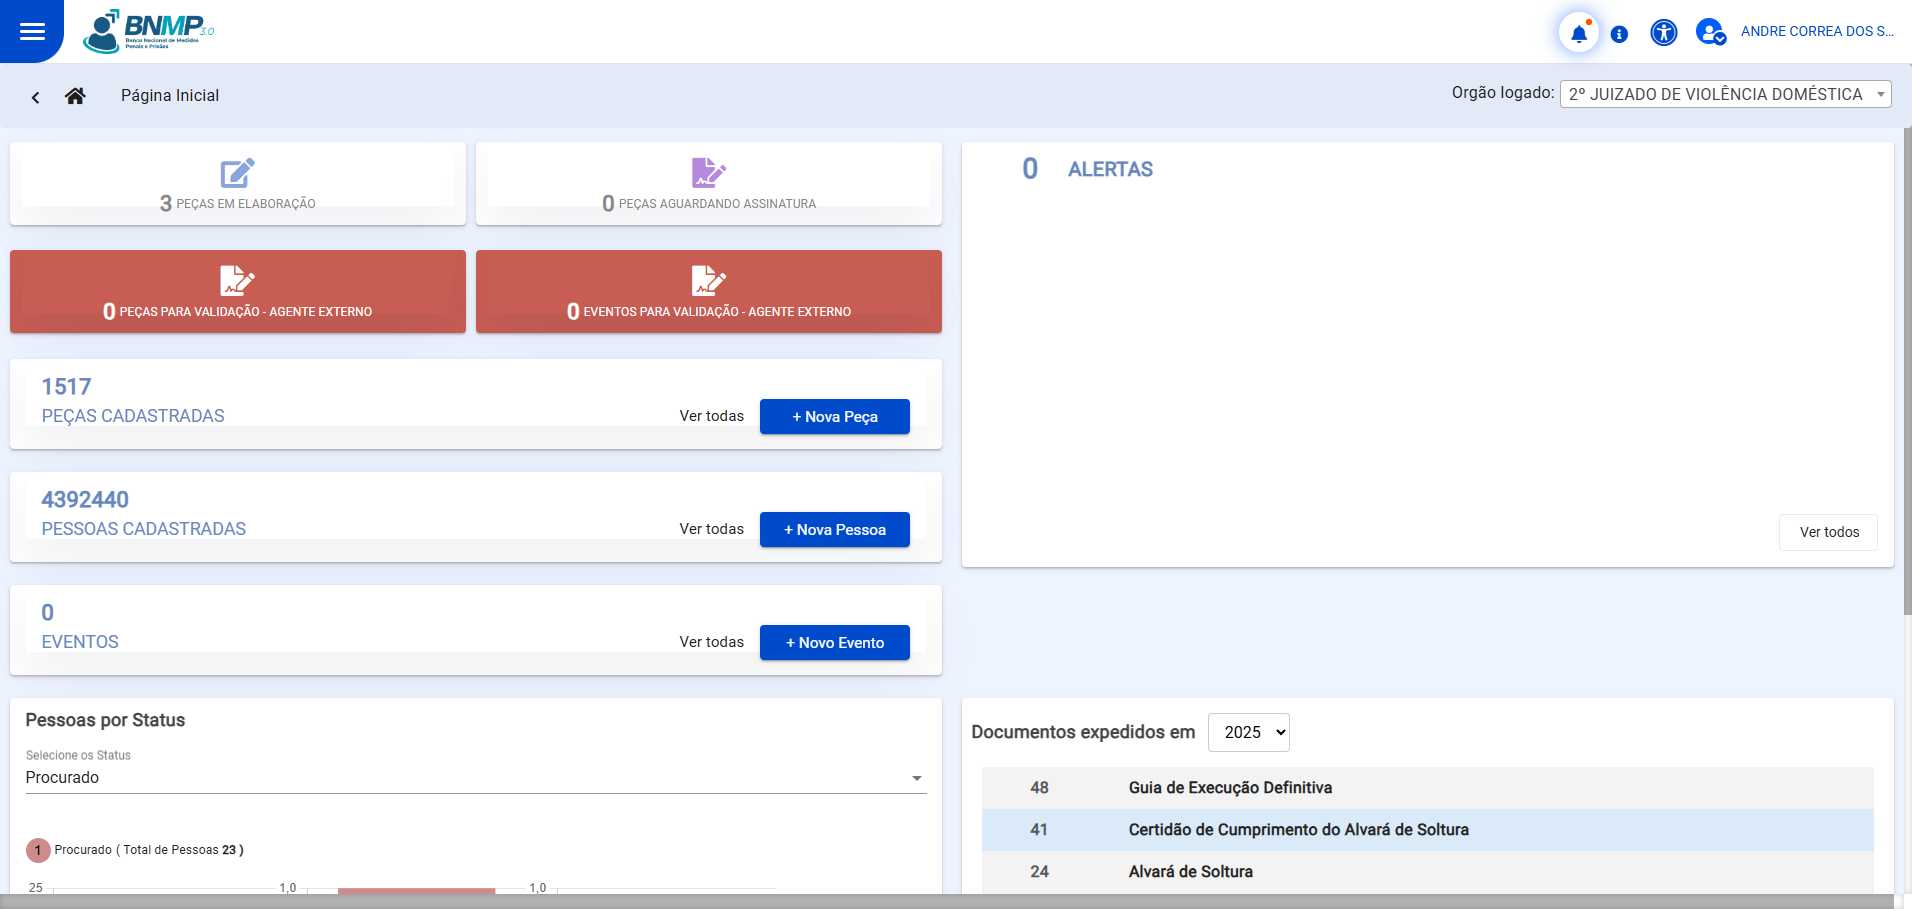 BNMP 3.0
Banco Nacional de Medidas
Penais e Prisões
ANDRE CORREA DOS S...
Página Inicial
Orgão logado:
2º JUIZADO DE VIOLÊNCIA DOMÉSTICA
3 PEÇAS EM ELABORAÇÃO
0 PEÇAS AGUARDANDO ASSINATURA
0 PEÇAS PARA VALIDAÇÃO - AGENTE EXTERNO
0 EVENTOS PARA VALIDAÇÃO - AGENTE EXTERNO
0 ALERTAS
Ver todos
1517
PEÇAS CADASTRADAS
Ver todas
+ Nova Peça
4392440
PESSOAS CADASTRADAS
Ver todas
+ Nova Pessoa
0
EVENTOS
Ver todas
+ Novo Evento
Pessoas por Status
Selecione os Status
Procurado
1 Procurado ( Total de Pessoas 23 )
25 1,0 1,0
Documentos expedidos em 2025
48 Guia de Execução Definitiva
41 Certidão de Cumprimento do Alvará de Soltura
24 Alvará de Soltura